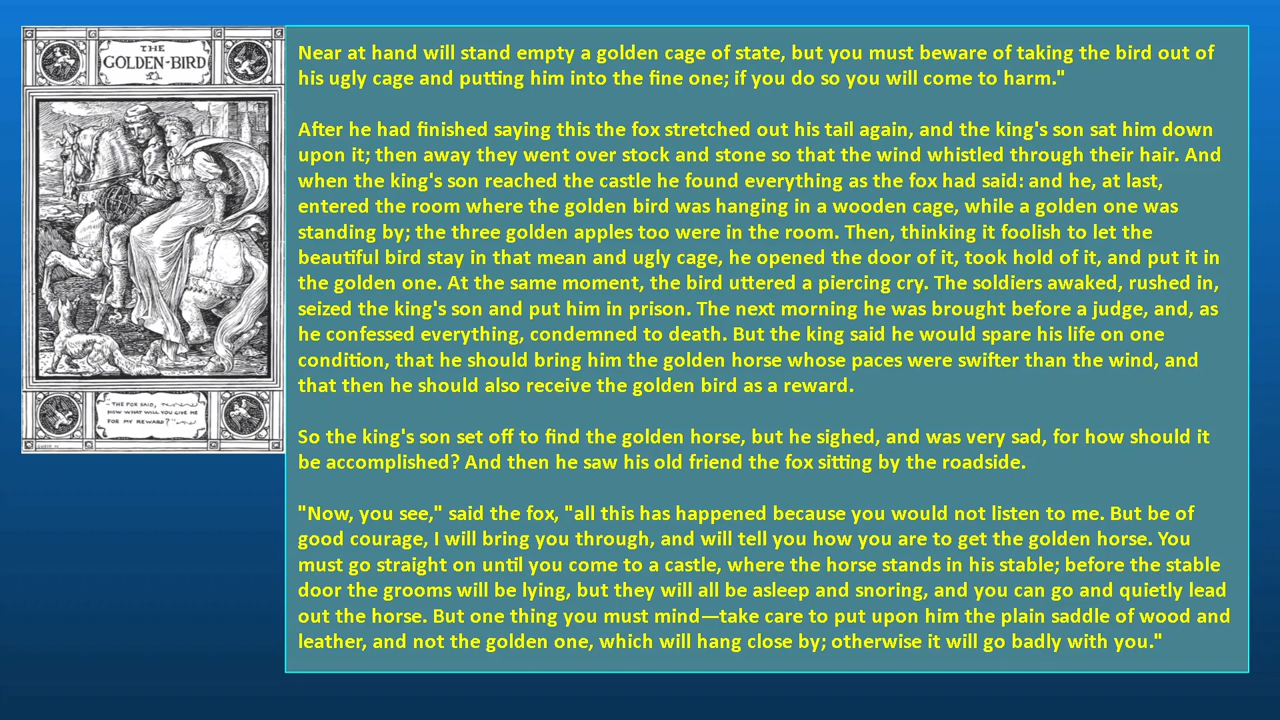 THE
GOLDEN-BIRD
- THE FOX SAID,
NOW WHAT WILL YOU GIVE ME
FOR MY REWARD?"
Near at hand will stand empty a golden cage of state, but you must beware of taking the bird out of
his ugly cage and putting him into the fine one; if you do so you will come to harm."
After he had finished saying this the fox stretched out his tail again, and the king's son sat him down
upon it; then away they went over stock and stone so that the wind whistled through their hair. And
when the king's son reached the castle he found everything as the fox had said: and he, at last,
entered the room where the golden bird was hanging in a wooden cage, while a golden one was
standing by; the three golden apples too were in the room. Then, thinking it foolish to let the
beautiful bird stay in that mean and ugly cage, he opened the door of it, took hold of it, and put it in
the golden one. At the same moment, the bird uttered a piercing cry. The soldiers awaked, rushed in,
seized the king's son and put him in prison. The next morning he was brought before a judge, and, as
he confessed everything, condemned to death. But the king said he would spare his life on one
condition, that he should bring him the golden horse whose paces were swifter than the wind, and
that then he should also receive the golden bird as a reward.
So the king's son set off to find the golden horse, but he sighed, and was very sad, for how should it
be accomplished? And then he saw his old friend the fox sitting by the roadside.
"Now, you see," said the fox, "all this has happened because you would not listen to me. But be of
good courage, I will bring you through, and will tell you how you are to get the golden horse. You
must go straight on until you come to a castle, where the horse stands in his stable; before the stable
door the grooms will be lying, but they will all be asleep and snoring, and you can go and quietly lead
out the horse. But one thing you must mind—take care to put upon him the plain saddle of wood and
leather, and not the golden one, which will hang close by; otherwise it will go badly with you."